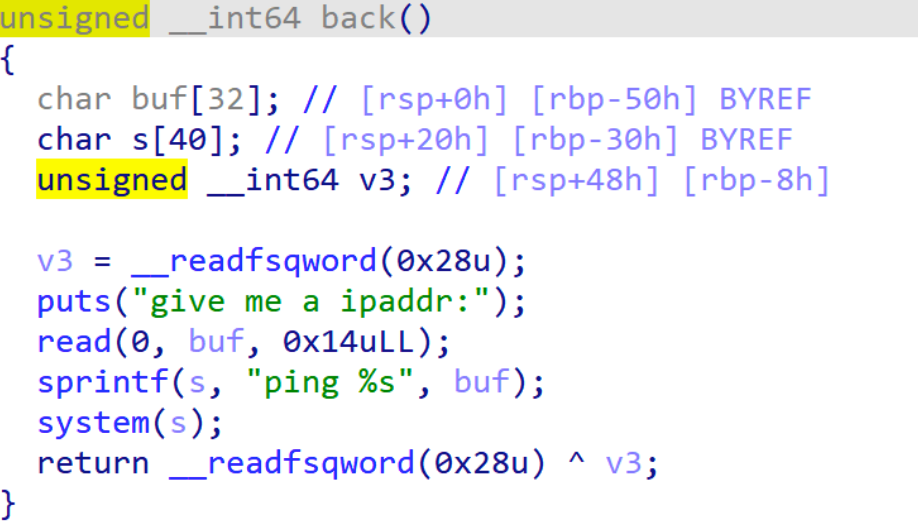 unsigned __int64 back()
{
  char buf[32]; // [rsp+0h] [rbp-50h] BYREF
  char s[40]; // [rsp+20h] [rbp-30h] BYREF
  unsigned __int64 v3; // [rsp+48h] [rbp-8h]

  v3 = __readfsqword(0x28u);
  puts("give me a ipaddr:");
  read(0, buf, 0x14uLL);
  sprintf(s, "ping %s", buf);
  system(s);
  return __readfsqword(0x28u) ^ v3;
}